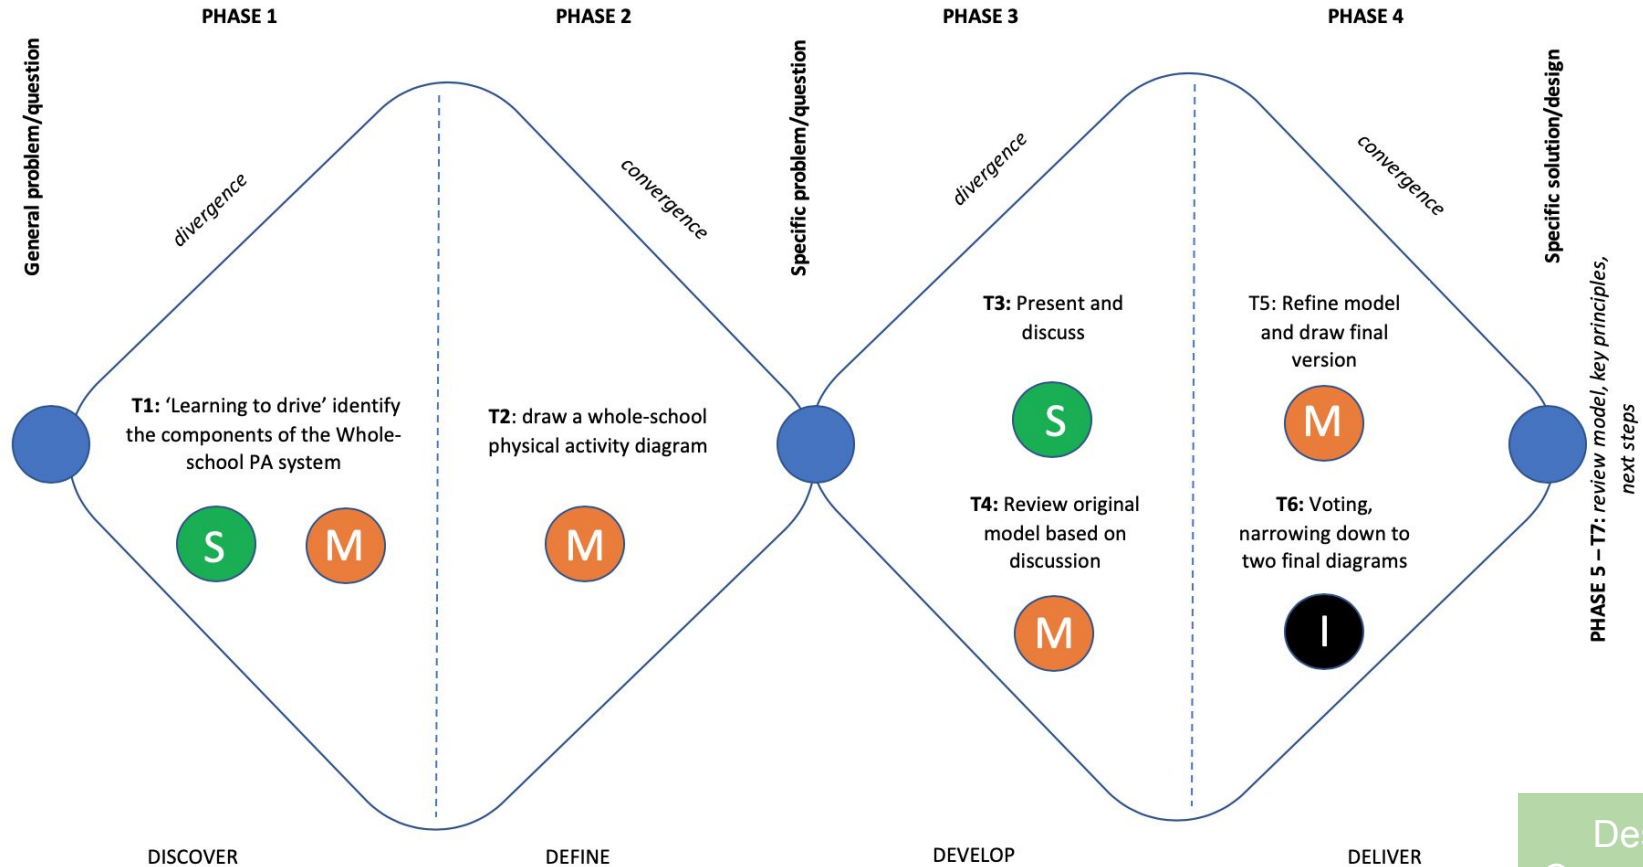 PHASE 1
PHASE 2
PHASE 3
PHASE 4
General problem/question
divergence
convergence
Specific problem/question
divergence
convergence
Specific solution/design
T1: ‘Learning to drive’ identify
the components of the Whole-
school PA system
S
M
T2: draw a whole-school
physical activity diagram
M
T3: Present and
discuss
S
T4: Review original
model based on
discussion
M
T5: Refine model
and draw final
version
M
T6: Voting,
narrowing down to
two final diagrams
I
PHASE 5 – T7: review model, key principles,
next steps
DISCOVER
DEFINE
DEVELOP
DELIVER